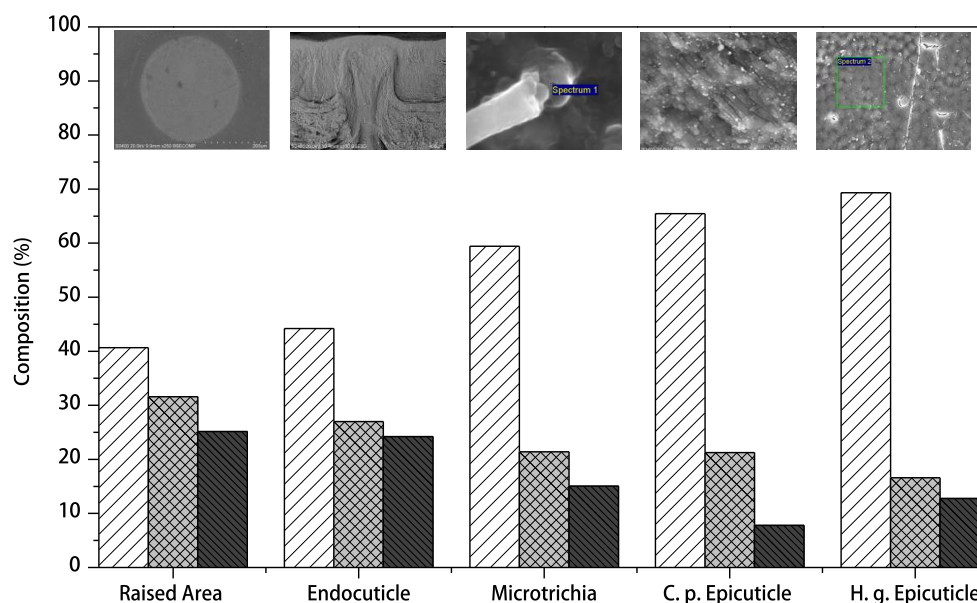 100
90
80
70
60
50
40
30
20
10
0
Composition (%)
Spectrum 1
Spectrum 2
Raised Area
Endocuticle
Microtrichia
C. p. Epicuticle
H. g. Epicuticle